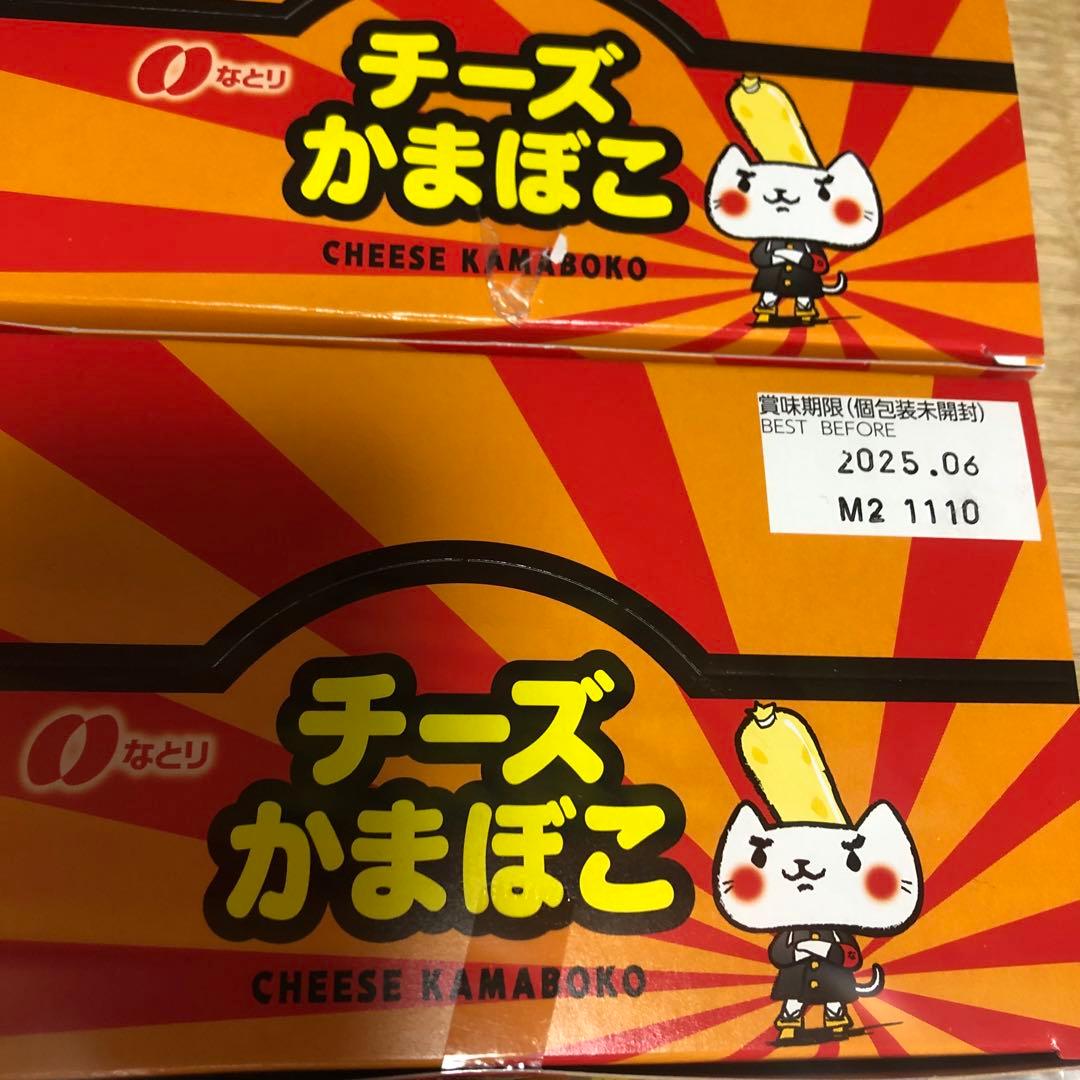 なとり
チーズ
かまぼこ
CHEESE KAMABOKO
賞味期限(個包装未開封)
BEST BEFORE
2025.06
M2 1110
なとり
チーズ
かまぼこ
CHEESE KAMABOKO